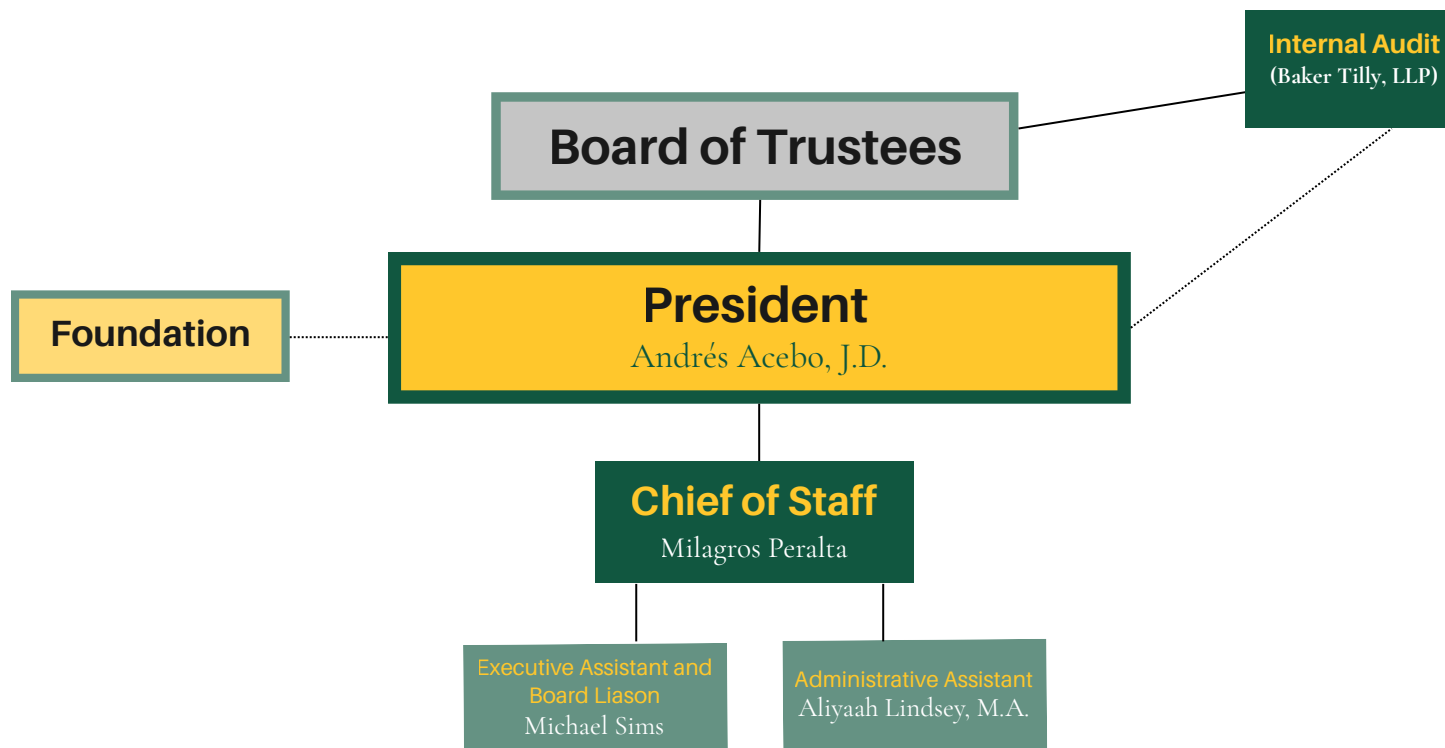 Internal Audit
(Baker Tilly, LLP)
Board of Trustees
President
Andrés Acebo, J.D.
Foundation
Chief of Staff
Milagros Peralta
Executive Assistant and
Board Liason
Michael Sims
Administrative Assistant
Aliyaah Lindsey, M.A.